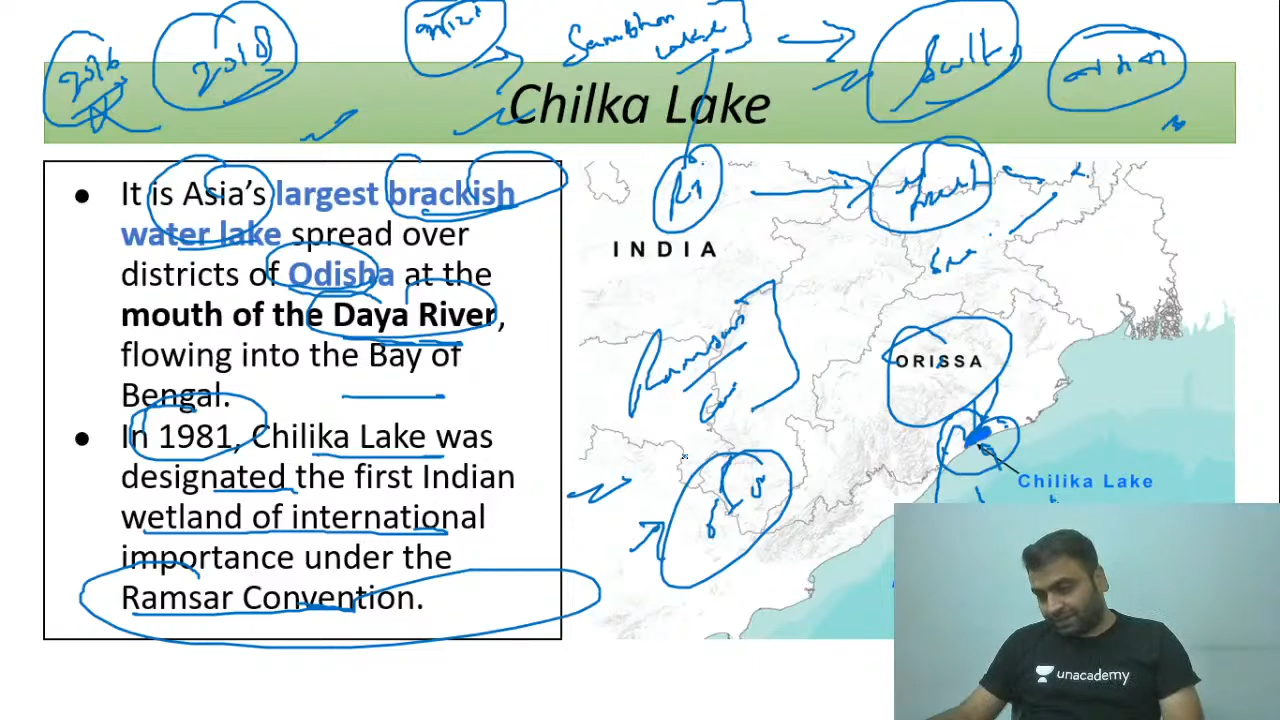 2016
2018
Sambhar
Lake
Salt
Chilka Lake
● It is Asia's largest brackish
water lake spread over
districts of Odisha at the
mouth of the Daya River,
flowing into the Bay of
Bengal.
● In 1981, Chilika Lake was
designated the first Indian
wetland of international
importance under the
Ramsar Convention.
INDIA
ORISSA
Chilika Lake
unacademy